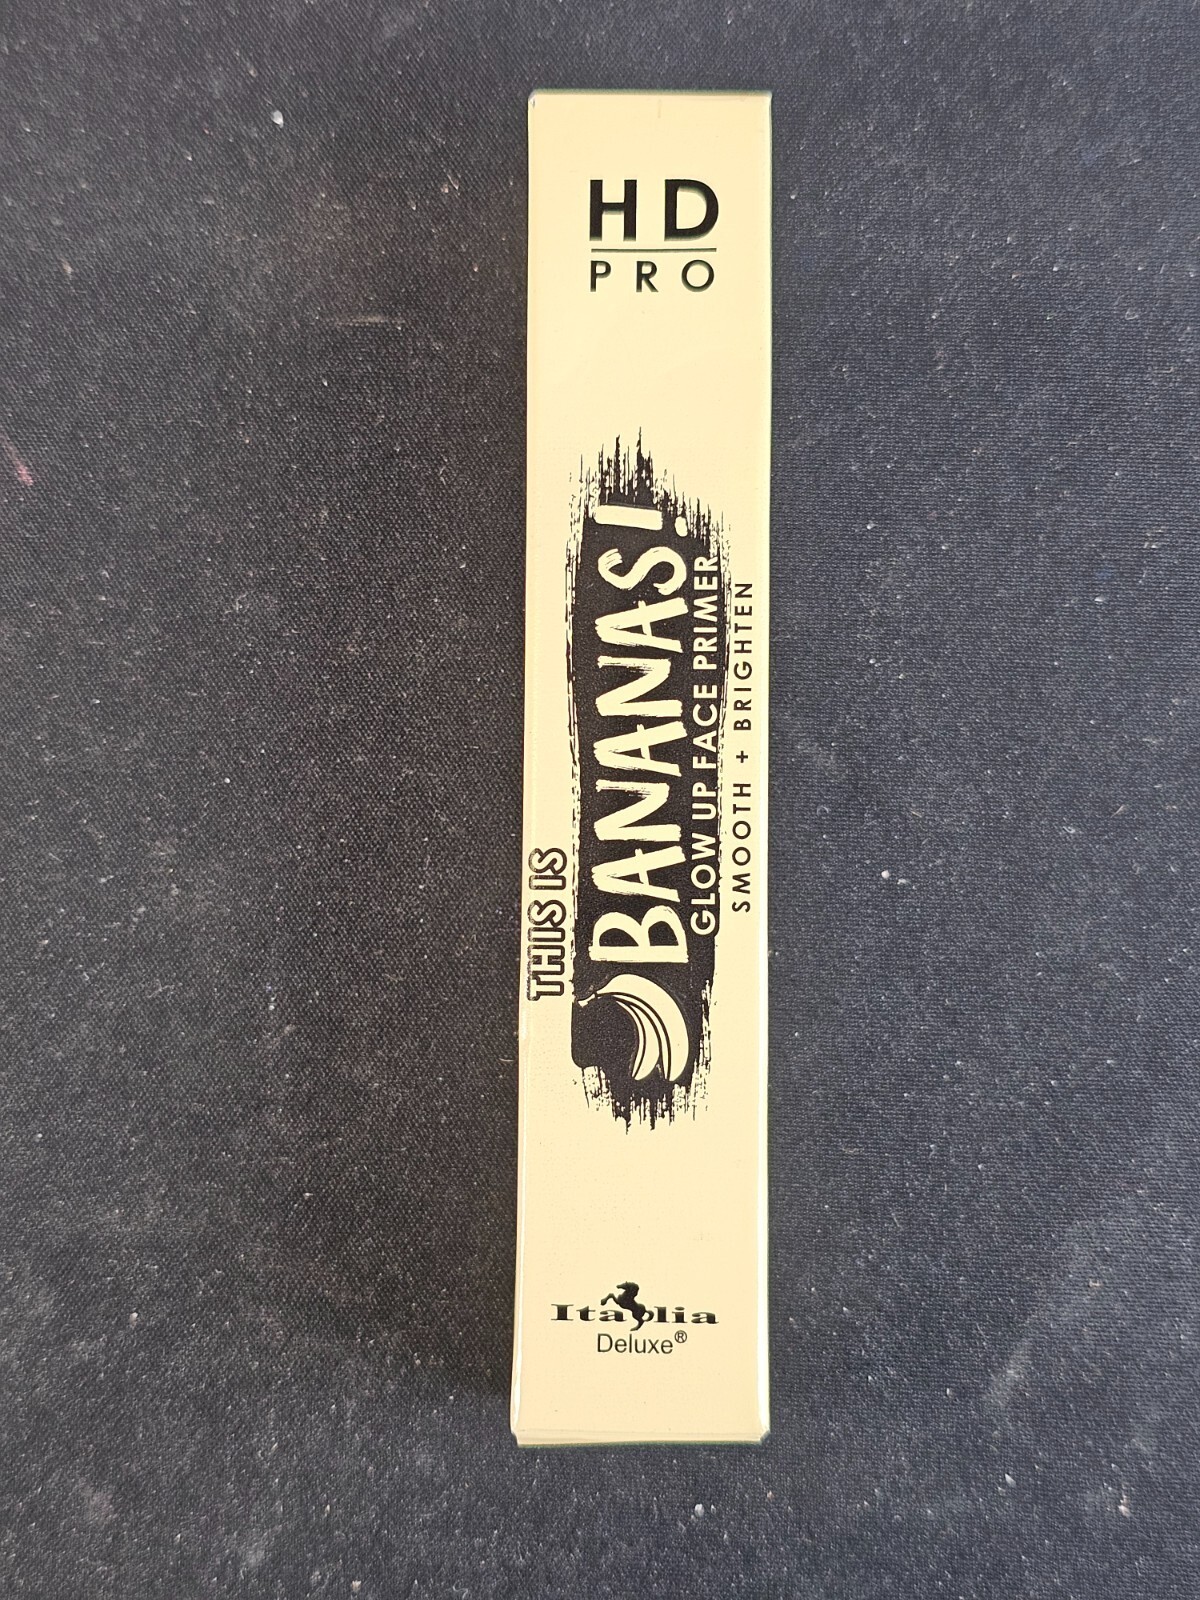 HD
PRO
THIS IS
BANANAS!
GLOW UP FACE PRIMER
SMOOTH + BRIGHTEN
Italia
Deluxe®